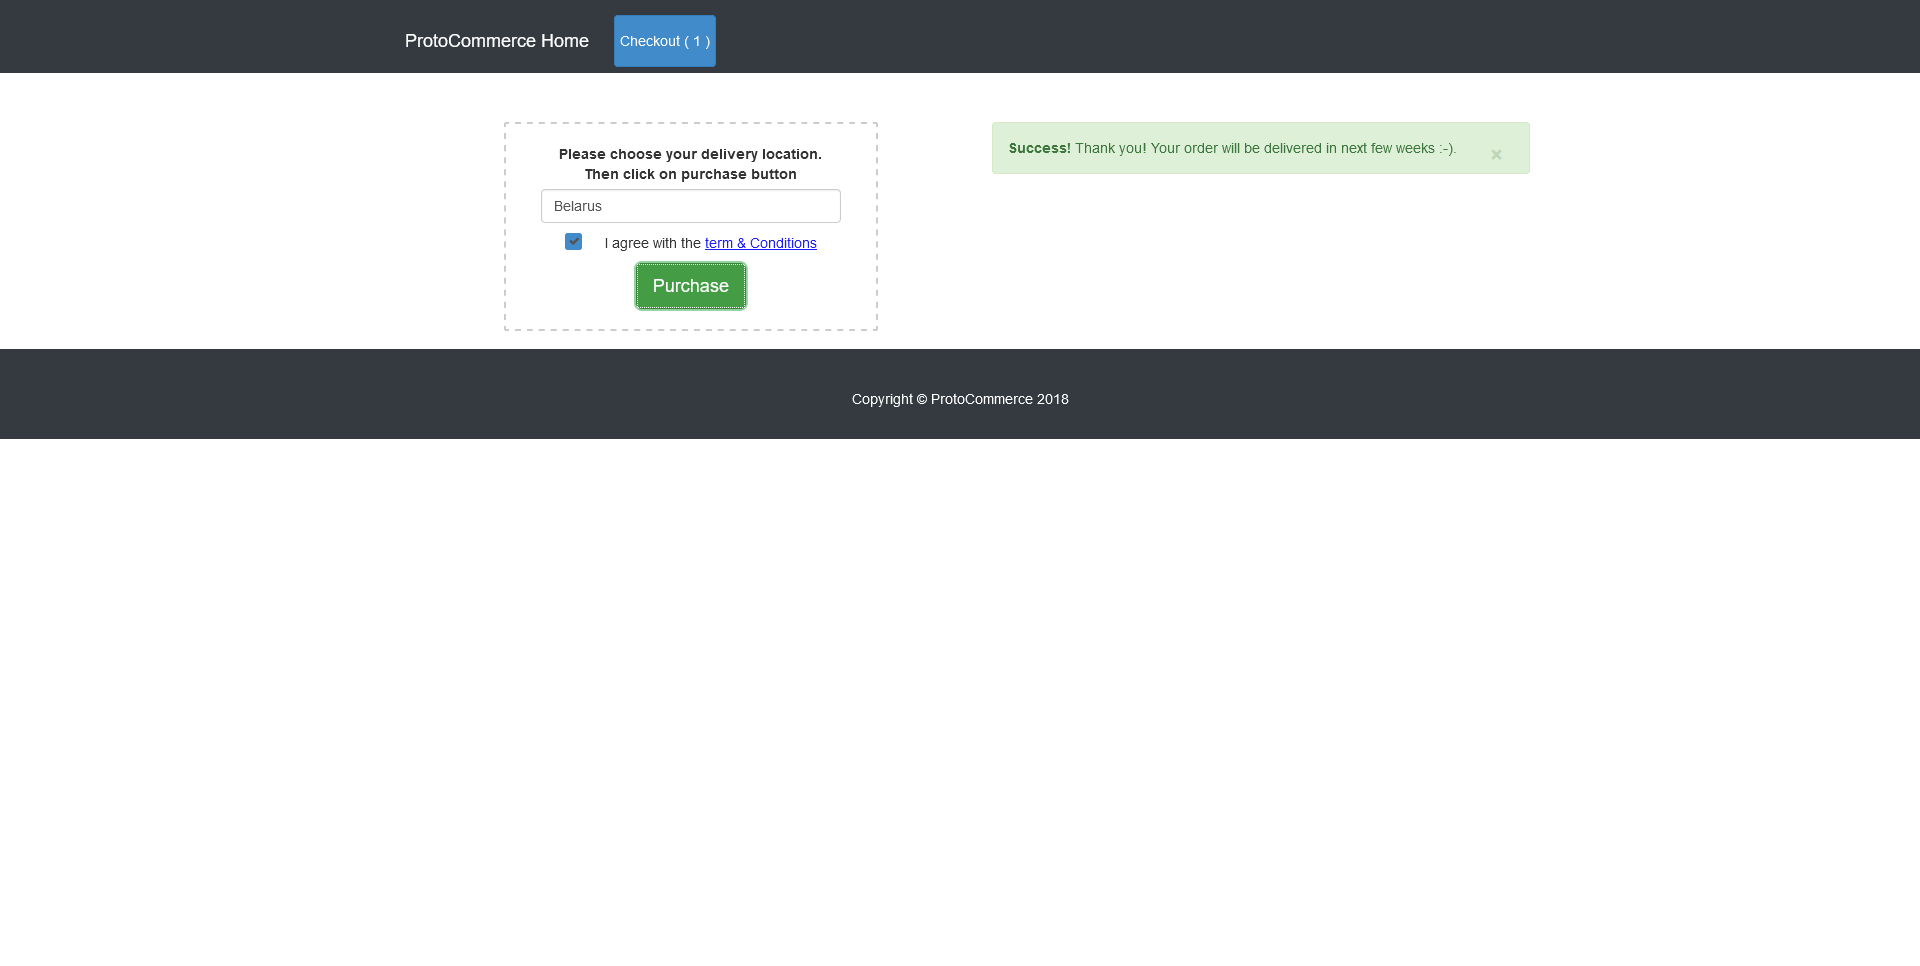 ProtoCommerce Home
Checkout ( 1 )
Please choose your delivery location.
Then click on purchase button
Belarus
I agree with the term & Conditions
Purchase
Success! Thank you! Your order will be delivered in next few weeks :-).
×
Copyright © ProtoCommerce 2018